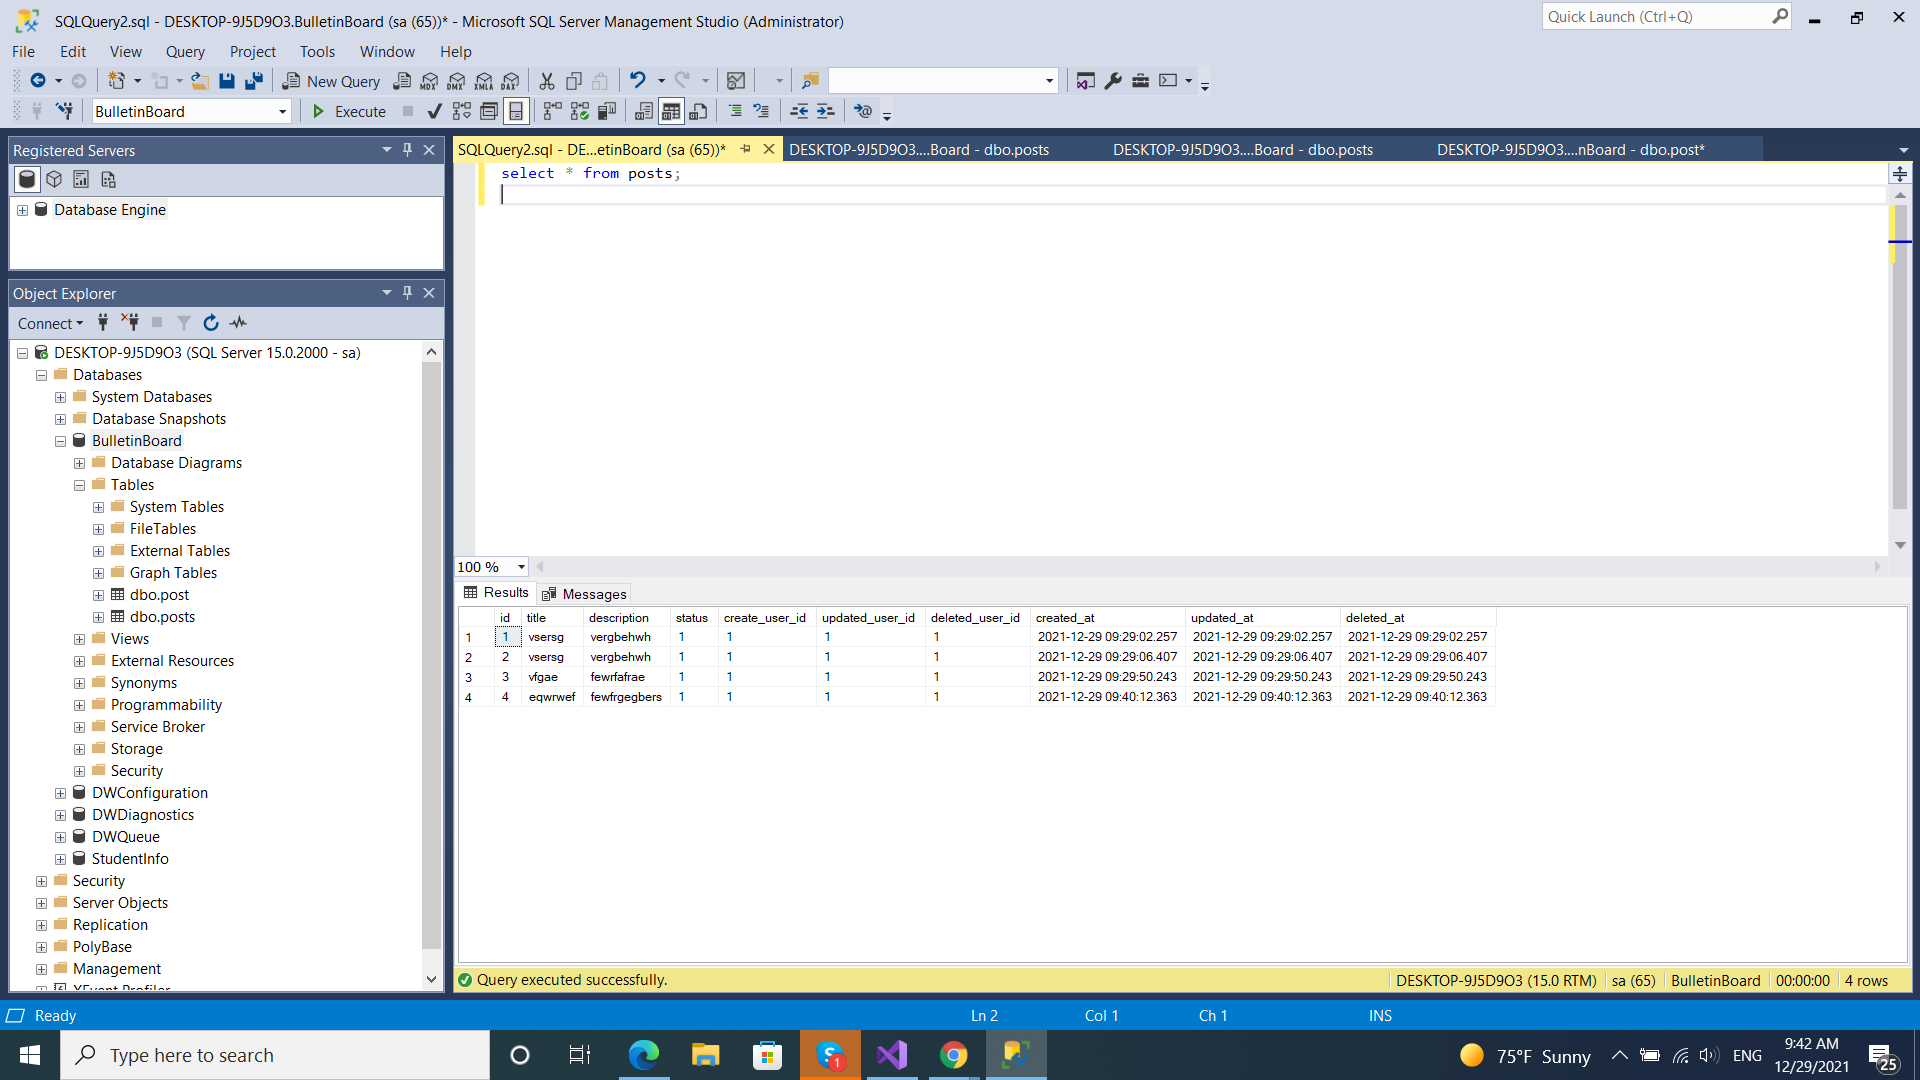 SQLQuery2.sql - DESKTOP-9J5D9O3.BulletinBoard (sa (65))* - Microsoft SQL Server Management Studio (Administrator)
Quick Launch (Ctrl+Q)
File Edit View Query Project Tools Window Help
New Query MDX DMX XMLA DAX
BulletinBoard Execute
Registered Servers
Database Engine
Object Explorer
Connect
DESKTOP-9J5D9O3 (SQL Server 15.0.2000 - sa)
Databases
System Databases
Database Snapshots
BulletinBoard
Database Diagrams
Tables
System Tables
FileTables
External Tables
Graph Tables
dbo.post
dbo.posts
Views
External Resources
Synonyms
Programmability
Service Broker
Storage
Security
DWConfiguration
DWDiagnostics
DWQueue
StudentInfo
Security
Server Objects
Replication
PolyBase
Management
XEvent Profiler
SQLQuery2.sql - DE...etinBoard (sa (65))* DESKTOP-9J5D9O3....Board - dbo.posts DESKTOP-9J5D9O3....Board - dbo.posts DESKTOP-9J5D9O3....nBoard - dbo.post*
select * from posts;
100 %
Results Messages
id title description status create_user_id updated_user_id deleted_user_id created_at updated_at deleted_at
1 1 vsersg vergbehwh 1 1 1 1 2021-12-29 09:29:02.257 2021-12-29 09:29:02.257 2021-12-29 09:29:02.257
2 2 vsersg vergbehwh 1 1 1 1 2021-12-29 09:29:06.407 2021-12-29 09:29:06.407 2021-12-29 09:29:06.407
3 3 vfgae fewrfafrae 1 1 1 1 2021-12-29 09:29:50.243 2021-12-29 09:29:50.243 2021-12-29 09:29:50.243
4 4 eqwrwef fewfrgegbers 1 1 1 1 2021-12-29 09:40:12.363 2021-12-29 09:40:12.363 2021-12-29 09:40:12.363
Query executed successfully. DESKTOP-9J5D9O3 (15.0 RTM) sa (65) BulletinBoard 00:00:00 4 rows
Ready Ln 2 Col 1 Ch 1 INS
Type here to search
1
75°F Sunny
ENG
9:42 AM
12/29/2021
25